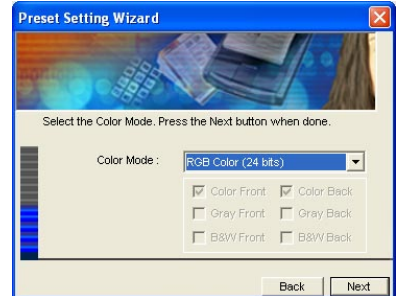 Preset Setting Wizard
Select the Color Mode. Press the Next button when done.
Color Mode : RGB Color (24 bits)
Color Front Color Back
Gray Front Gray Back
B&W Front B&W Back
Back Next